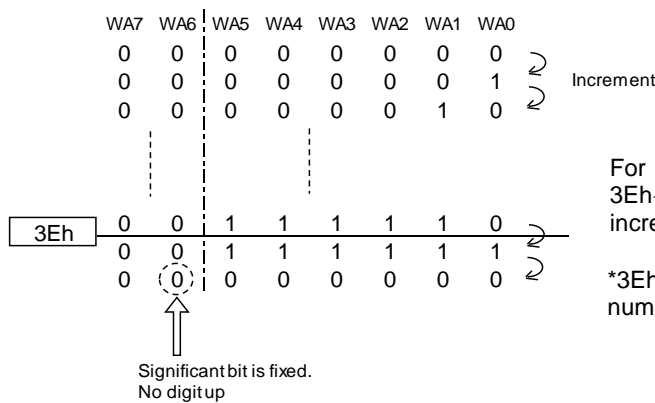 WA7 WA6 WA5 WA4 WA3 WA2 WA1 WA0
0 0 0 0 0 0 0 0
0 0 0 0 0 0 0 1
Increment
0 0 0 0 0 0 1 0
For
3Eh-
incre
3Eh 0 0 1 1 1 1 1 0
0 0 1 1 1 1 1 1
0 0 0 0 0 0 0 0
*3Eh
num
Significant bit is fixed.
No digit up